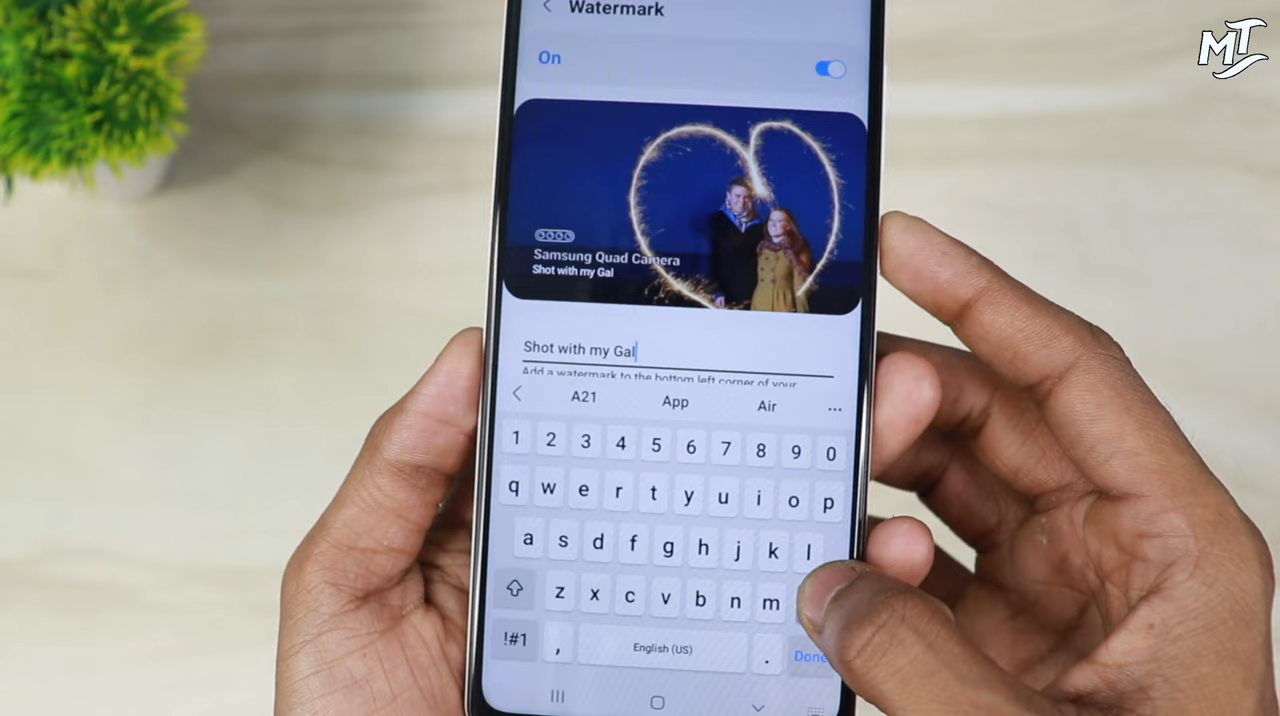 MT
Watermark
On
Samsung Quad Camera
Shot with my Gal
Shot with my Gal
Add a watermark to the bottom left corner of your
A21 App Air ...
1 2 3 4 5 6 7 8 9 0
q w e r t y u i o p
a s d f g h j k l
z x c v b n m
!#1 , English (US) . Done